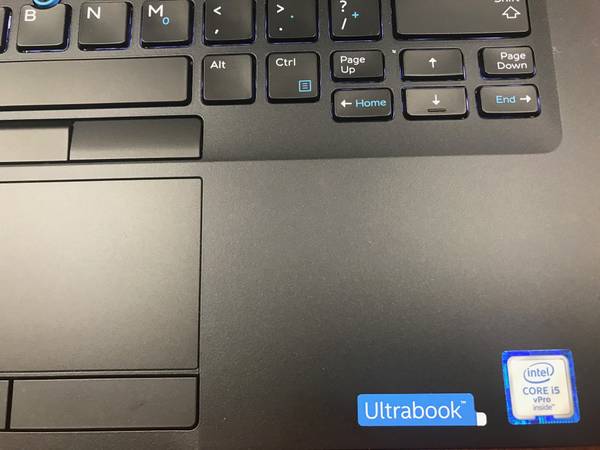 B
N
M
0
<
,
>
.
?
/
+
Shift
Alt
Ctrl
Page
Up
↑
Page
Down
← Home
↓
End →
Ultrabook™
intel
CORE i5
vPro
inside™